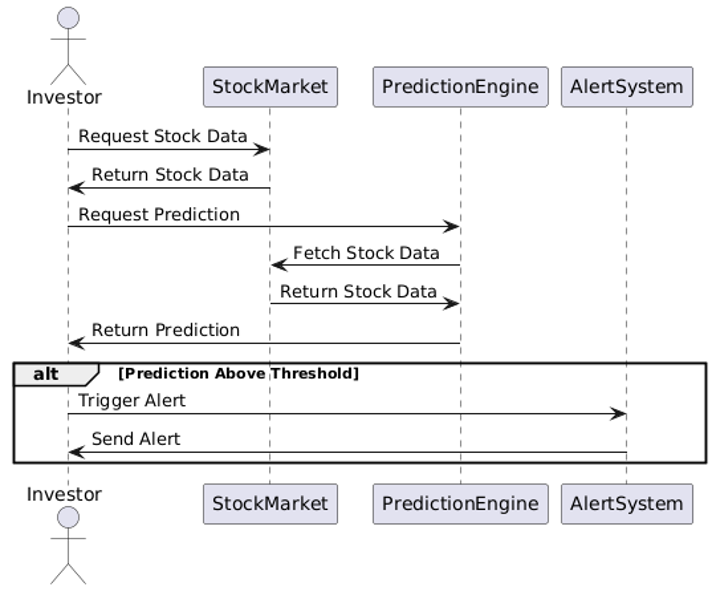 Investor
StockMarket
PredictionEngine
AlertSystem
Request Stock Data
Return Stock Data
Request Prediction
Fetch Stock Data
Return Stock Data
Return Prediction
alt [Prediction Above Threshold]
Trigger Alert
Send Alert
Investor
StockMarket
PredictionEngine
AlertSystem